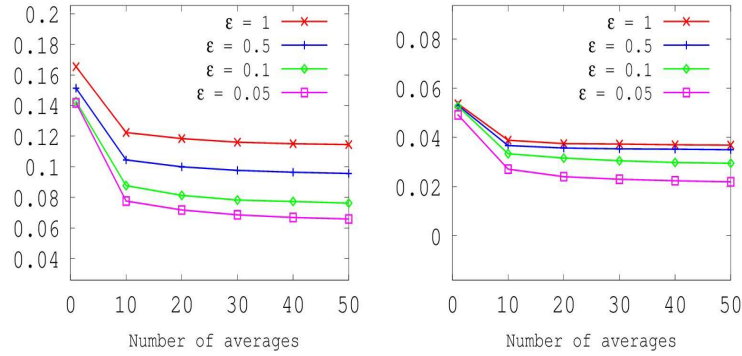 0.2
0.18
0.16
0.14
0.12
0.1
0.08
0.06
0.04
0 10 20 30 40 50
Number of averages
ε = 1
ε = 0.5
ε = 0.1
ε = 0.05
0.08
0.06
0.04
0.02
0
0 10 20 30 40 50
Number of averages
ε = 1
ε = 0.5
ε = 0.1
ε = 0.05